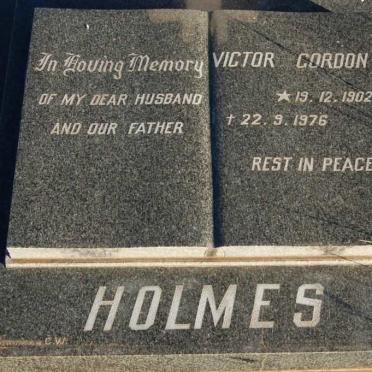 In Loving Memory
OF MY DEAR HUSBAND
AND OUR FATHER
VICTOR GORDON
★ 19. 12. 1902
† 22. 9. 1976
REST IN PEACE
HOLMES